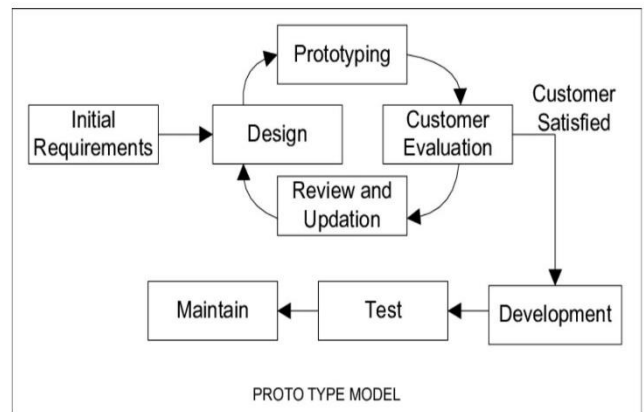 Prototyping
Initial
Requirements
Design
Customer
Evaluation
Customer
Satisfied
Review and
Updation
Maintain
Test
Development
PROTO TYPE MODEL